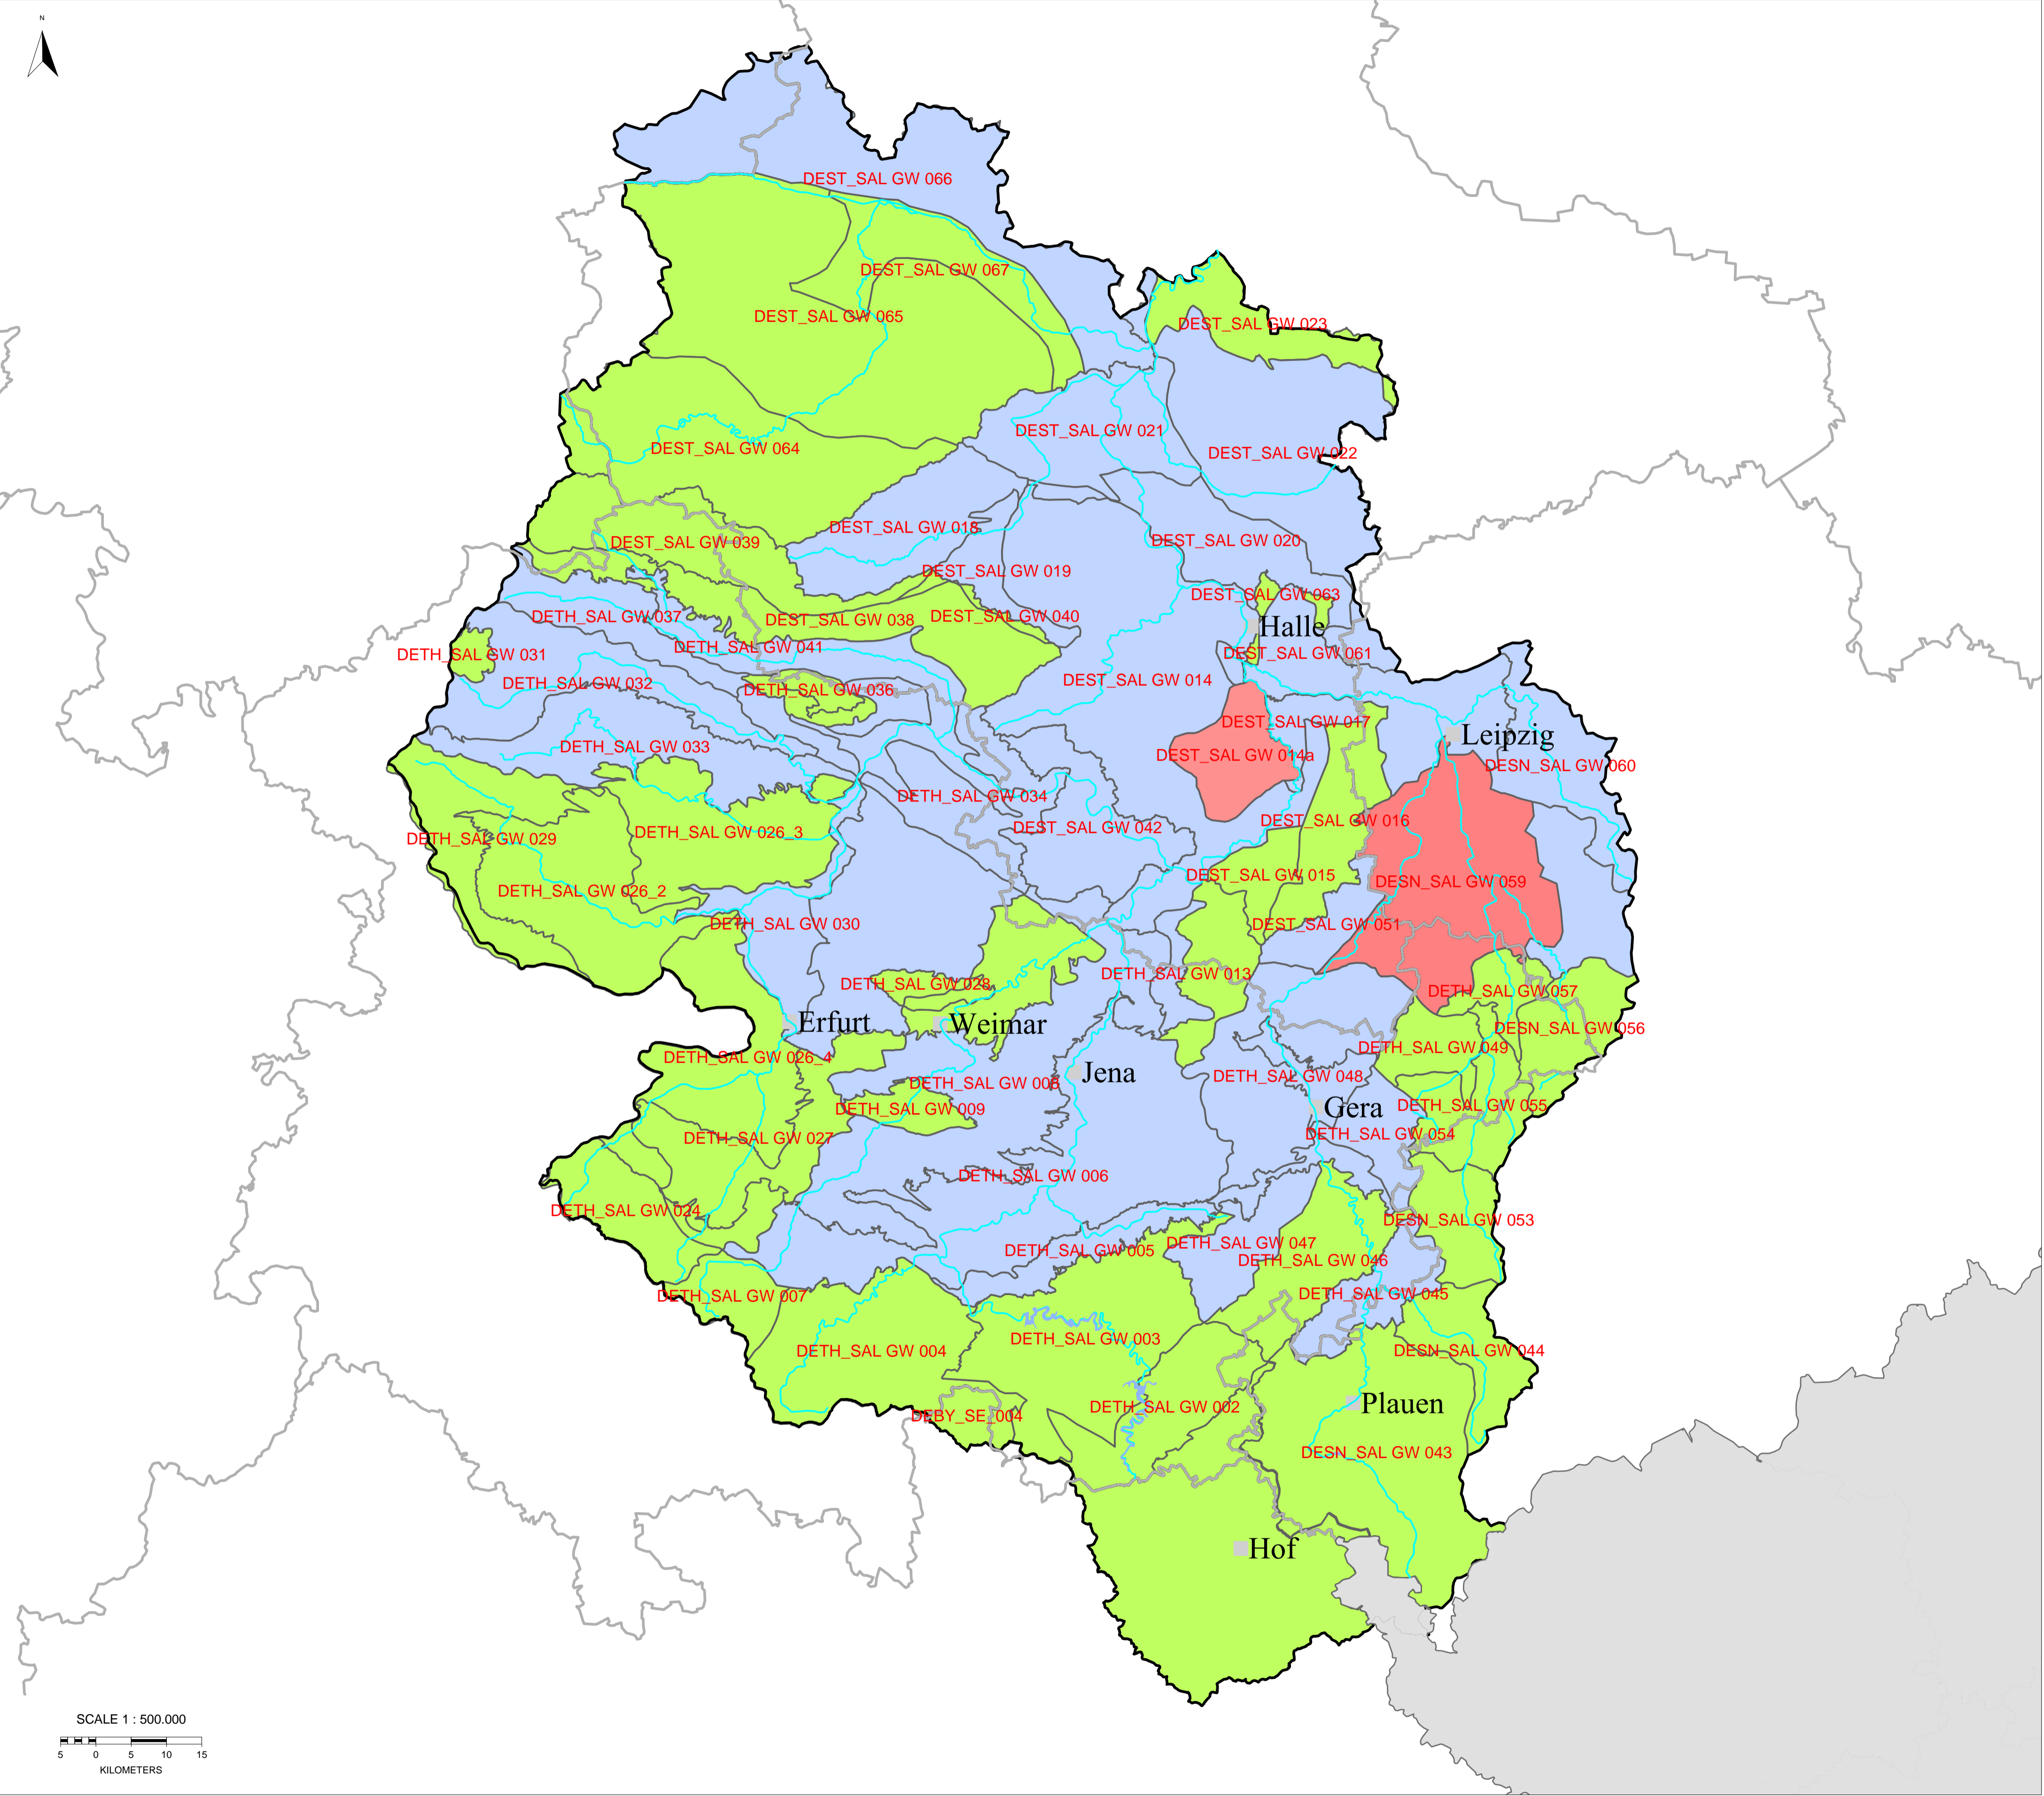 N
DEST_SAL GW 066
DEST_SAL GW 067
DEST_SAL GW 065
DEST_SAL GW 023
DEST_SAL GW 021
DEST_SAL GW 064
DEST_SAL GW 022
DEST_SAL GW 018
DEST_SAL GW 039
DEST_SAL GW 020
DEST_SAL GW 019
DEST_SAL GW 063
DETH_SAL GW 037
DEST_SAL GW 038
DEST_SAL GW 040
Halle
DETH_SAL GW 041
DETH_SAL GW 031
DEST_SAL GW 061
DETH_SAL GW 032
DETH_SAL GW 036
DEST_SAL GW 014
DEST_SAL GW 017
Leipzig
DETH_SAL GW 033
DEST_SAL GW 014a
DESN_SAL GW 060
DETH_SAL GW 034
DEST_SAL GW 016
DEST_SAL GW 042
DETH_SAL GW 026_3
DETH_SAL GW 029
DEST_SAL GW 015
DESN_SAL GW 059
DETH_SAL GW 026_2
DETH_SAL GW 030
DEST_SAL GW 051
DETH_SAL GW 013
DETH_SAL GW 028
DETH_SAL GW 057
Erfurt
Weimar
DESN_SAL GW 056
DETH_SAL GW 049
DETH_SAL GW 026_4
Jena
DETH_SAL GW 048
DETH_SAL GW 008
DETH_SAL GW 009
Gera
DETH_SAL GW 055
DETH_SAL GW 054
DETH_SAL GW 027
DETH_SAL GW 006
DETH_SAL GW 024
DESN_SAL GW 053
DETH_SAL GW 047
DETH_SAL GW 005
DETH_SAL GW 046
DETH_SAL GW 007
DETH_SAL GW 045
DETH_SAL GW 003
DETH_SAL GW 004
DESN_SAL GW 044
Plauen
DETH_SAL GW 002
DEBY_SE_004
DESN_SAL GW 043
Hof
SCALE 1 : 500.000
5 0 5 10 15
KILOMETERS